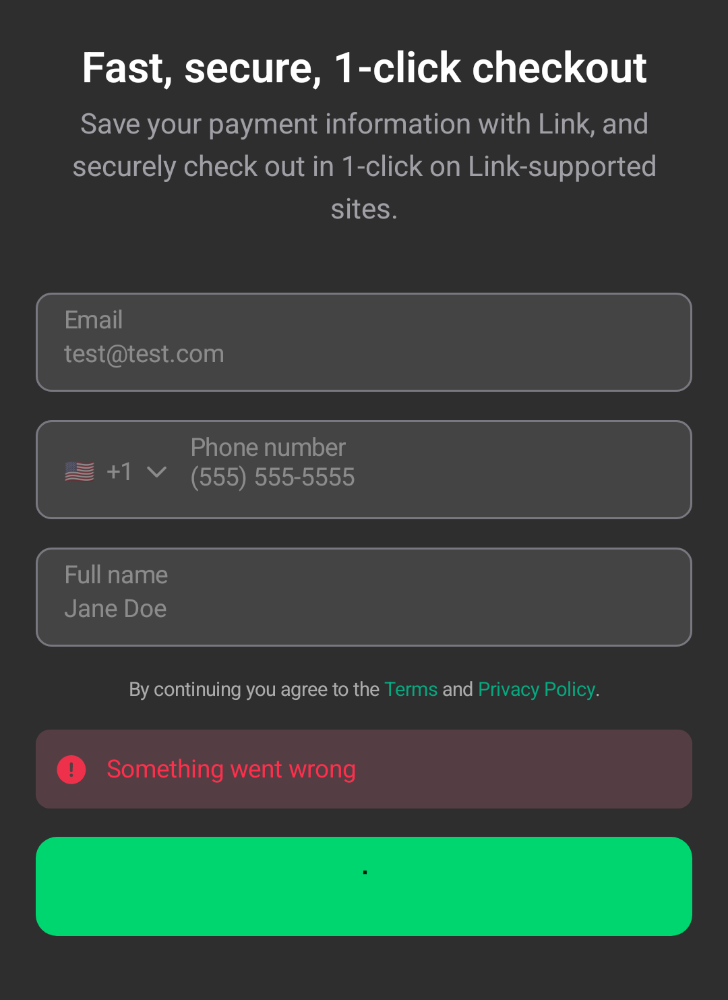 Fast, secure, 1-click checkout
Save your payment information with Link, and
securely check out in 1-click on Link-supported
sites.
Email
test@test.com
Phone number
+1 (555) 555-5555
Full name
Jane Doe
By continuing you agree to the Terms and Privacy Policy.
Something went wrong